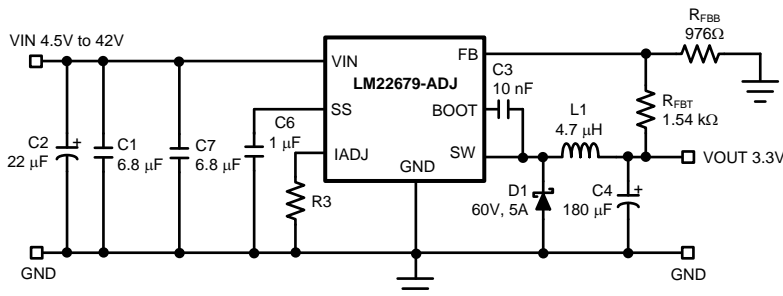 VIN 4.5V to 42V
C2
22 µF
+
C1
6.8 µF
C7
6.8 µF
C6
1 µF
R3
VIN
LM22679-ADJ
SS
IADJ
GND
FB
BOOT
SW
C3
10 nF
RFBB
976Ω
RFBT
1.54 kΩ
L1
4.7 µH
VOUT 3.3V
D1
60V, 5A
C4
180 µF
+
GND
GND